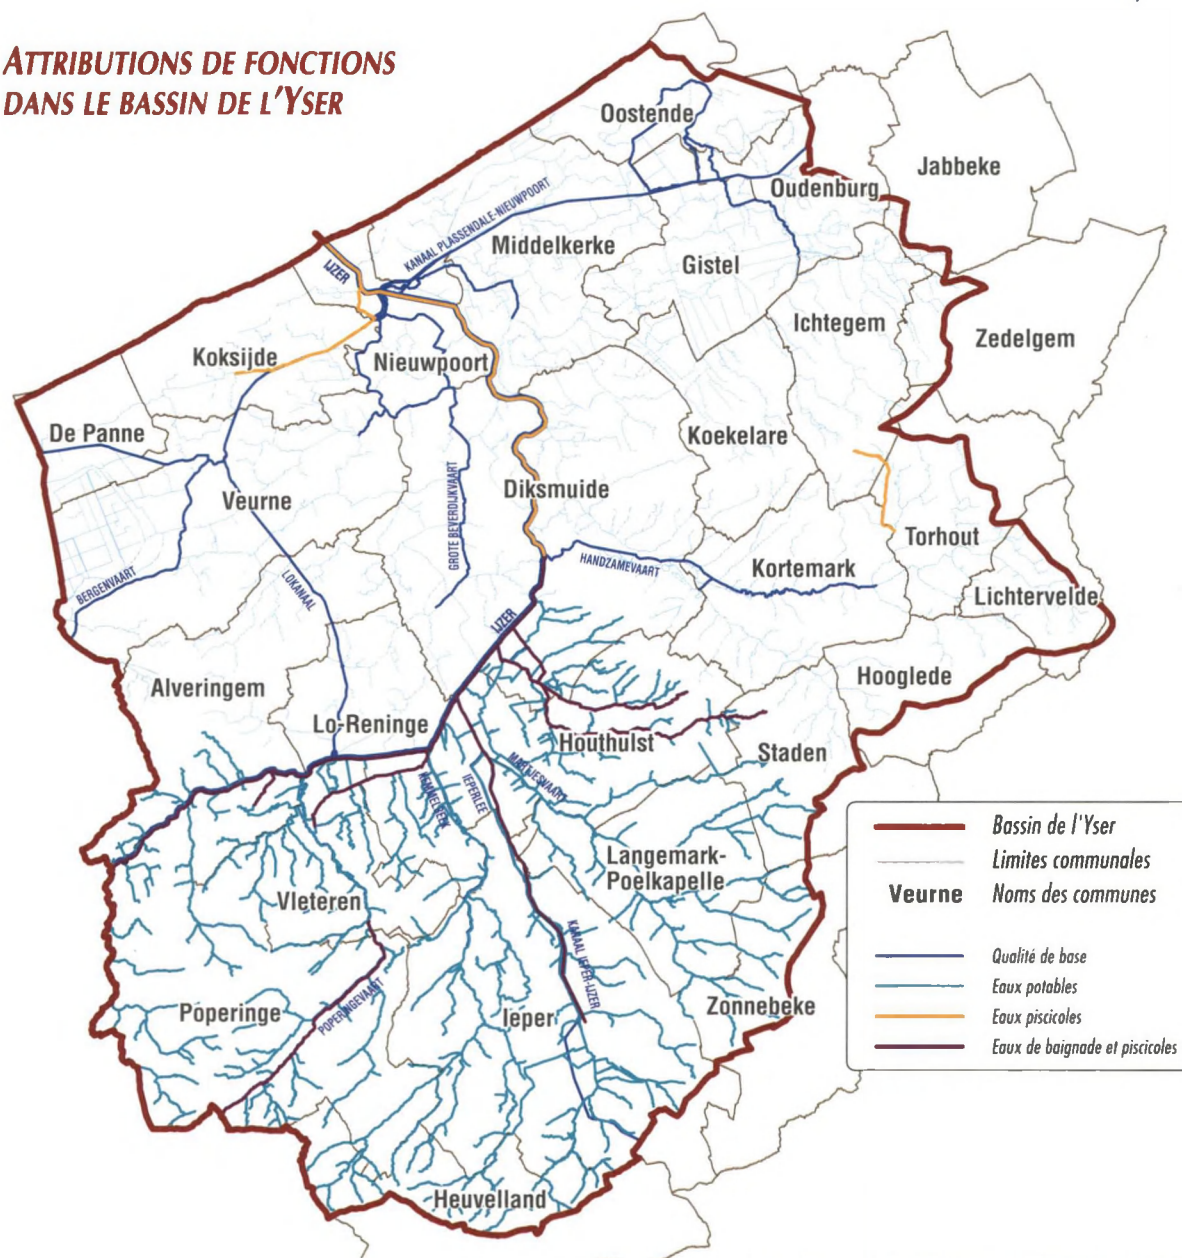 ATTRIBUTIONS DE FONCTIONS
DANS LE BASSIN DE L'YSER
Oostende
Jabbeke
Oudenburg
KANAAL PLASSENDALE-NIEUWPOORT
Middelkerke
Gistel
IJZER
Ichtegem
Zedelgem
Koksijde
Nieuwpoort
De Panne
Koekelare
Veurne
Diksmuide
GROTE BEVERDIJKVAART
Torhout
HANDZAMEVAART
Kortemark
BERGENVAART
LOKANAAL
Lichtervelde
IJZER
Alveringem
Hooglede
Lo-Reninge
Houthulst
Staden
MARTJESVAART
KEMMELBEEK
IEPERLEE
Langemark-
Poelkapelle
Vleteren
KANAAL IEPER-IJZER
Poperinge
POPERINGEVAART
Ieper
Zonnebeke
Heuvelland
Bassin de l'Yser
Limites communales
Veurne Noms des communes
Qualité de base
Eaux potables
Eaux piscicoles
Eaux de baignade et piscicoles